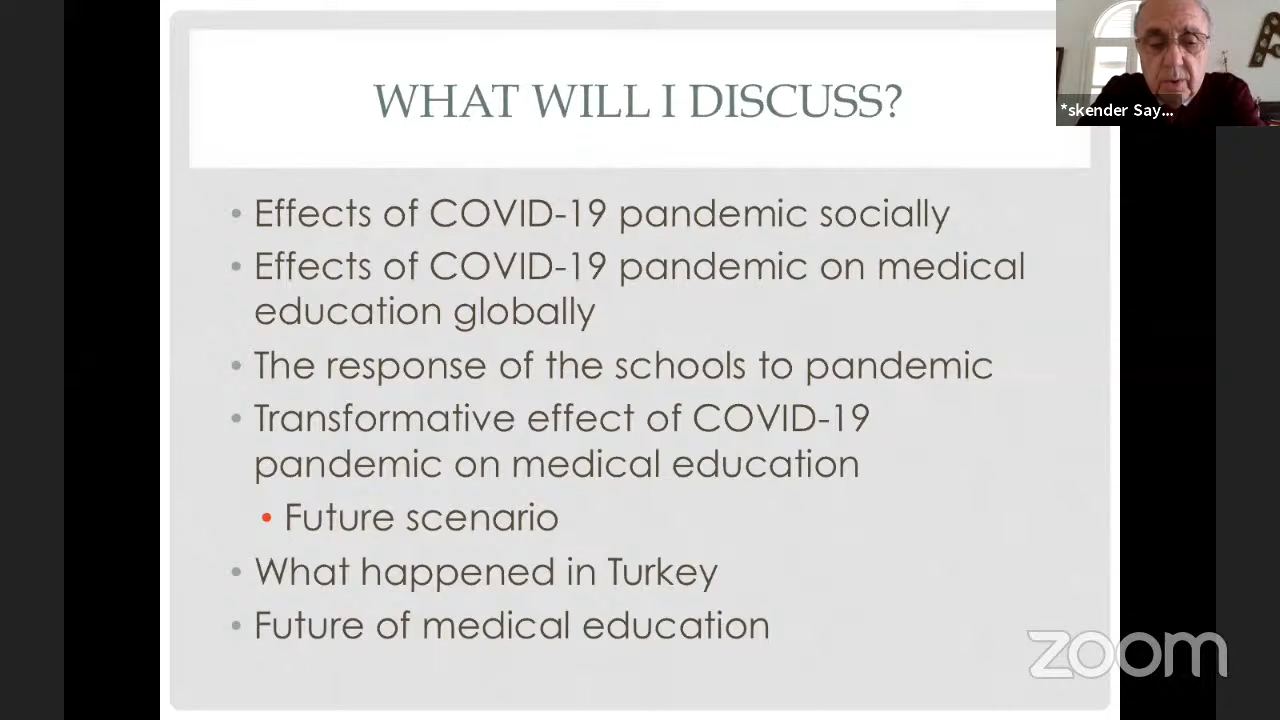 WHAT WILL I DISCUSS?
*skender Say...
• Effects of COVID-19 pandemic socially
• Effects of COVID-19 pandemic on medical
education globally
• The response of the schools to pandemic
• Transformative effect of COVID-19
pandemic on medical education
• Future scenario
• What happened in Turkey
• Future of medical education
zoom